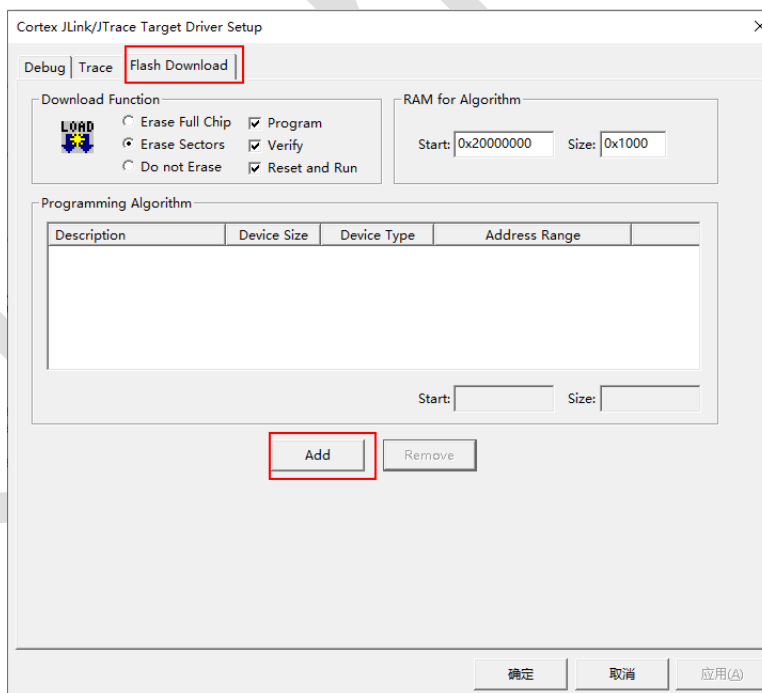 Cortex JLink/JTrace Target Driver Setup
Debug Trace Flash Download
Download Function
LOAD
Erase Full Chip Program
Erase Sectors Verify
Do not Erase Reset and Run
RAM for Algorithm
Start: 0x20000000 Size: 0x1000
Programming Algorithm
Description Device Size Device Type Address Range
Start: Size:
Add Remove
确定 取消 应用(A)